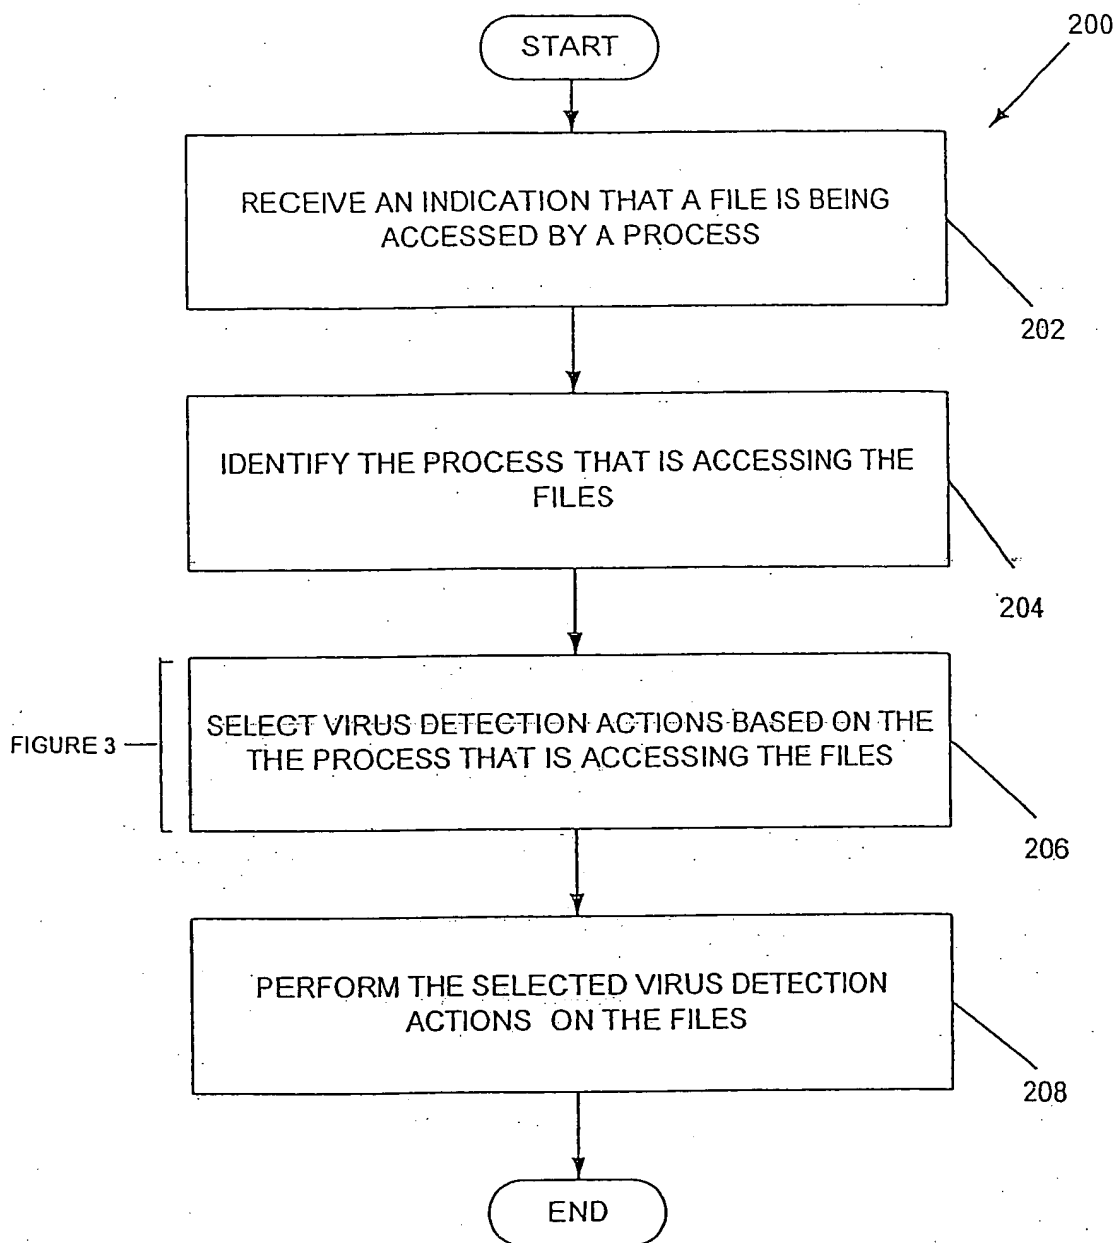 START
200
RECEIVE AN INDICATION THAT A FILE IS BEING
ACCESSED BY A PROCESS
202
IDENTIFY THE PROCESS THAT IS ACCESSING THE
FILES
204
FIGURE 3
SELECT VIRUS DETECTION ACTIONS BASED ON THE
THE PROCESS THAT IS ACCESSING THE FILES
206
PERFORM THE SELECTED VIRUS DETECTION
ACTIONS ON THE FILES
208
END